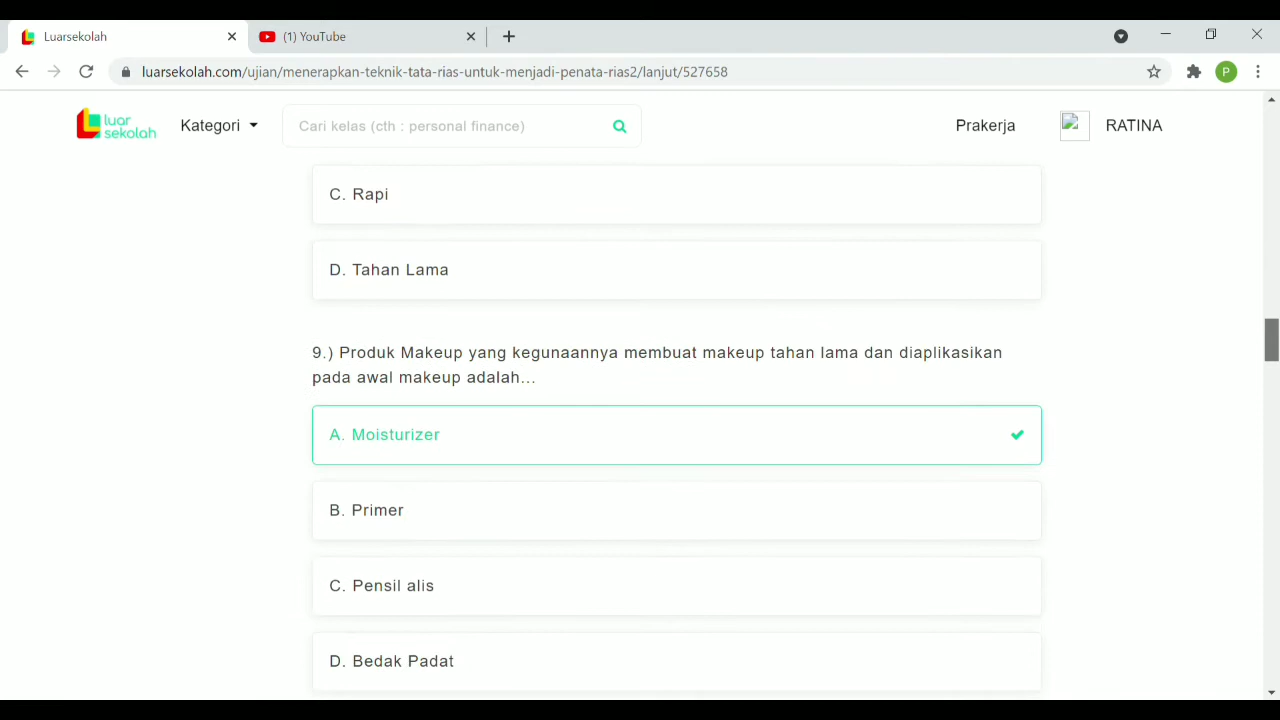 Luarsekolah
(1) YouTube
luarsekolah.com/ujian/menerapkan-teknik-tata-rias-untuk-menjadi-penata-rias2/lanjut/527658
P
luar
sekolah
Kategori
Cari kelas (cth : personal finance)
Prakerja
RATINA
C. Rapi
D. Tahan Lama
9.) Produk Makeup yang kegunaannya membuat makeup tahan lama dan diaplikasikan
pada awal makeup adalah...
A. Moisturizer
B. Primer
C. Pensil alis
D. Bedak Padat